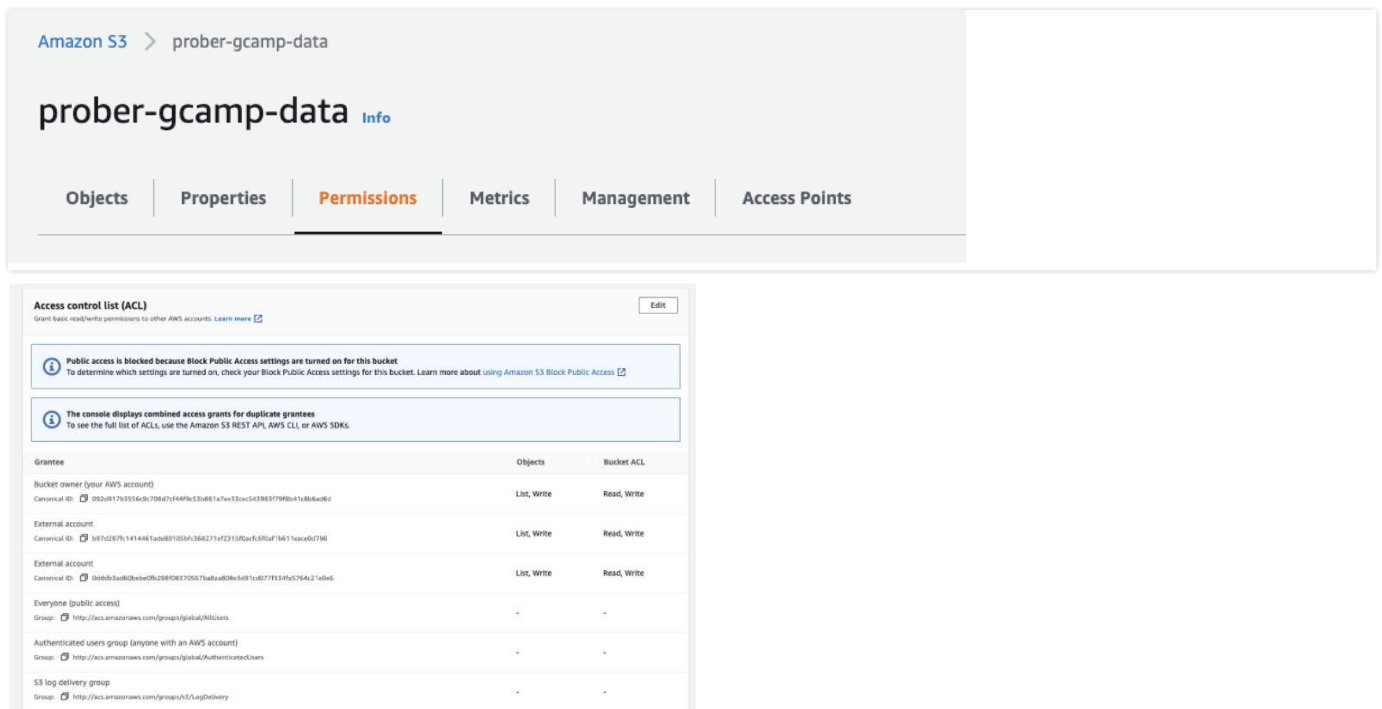 Amazon S3 > prober-gcamp-data
prober-gcamp-data Info
Objects Properties Permissions Metrics Management Access Points
Access control list (ACL) Edit
Grant basic read/write permissions to other AWS accounts. Learn more
Public access is blocked because Block Public Access settings are turned on for this bucket
To determine which settings are turned on, check your Block Public Access settings for this bucket. Learn more about using Amazon S3 Block Public Access
The console displays combined access grants for duplicate grantees
To see the full list of ACLs, use the Amazon S3 REST API, AWS CLI, or AWS SDKs.
Grantee Objects Bucket ACL
Bucket owner (your AWS account)
Canonical ID: List, Write Read, Write
External account
Canonical ID: List, Write Read, Write
External account
Canonical ID: List, Write Read, Write
Everyone (public access)
Group: http://acs.amazonaws.com/groups/global/AllUsers - -
Authenticated users group (anyone with an AWS account)
Group: http://acs.amazonaws.com/groups/global/AuthenticatedUsers - -
S3 log delivery group
Group: http://acs.amazonaws.com/groups/s3/LogDelivery - -